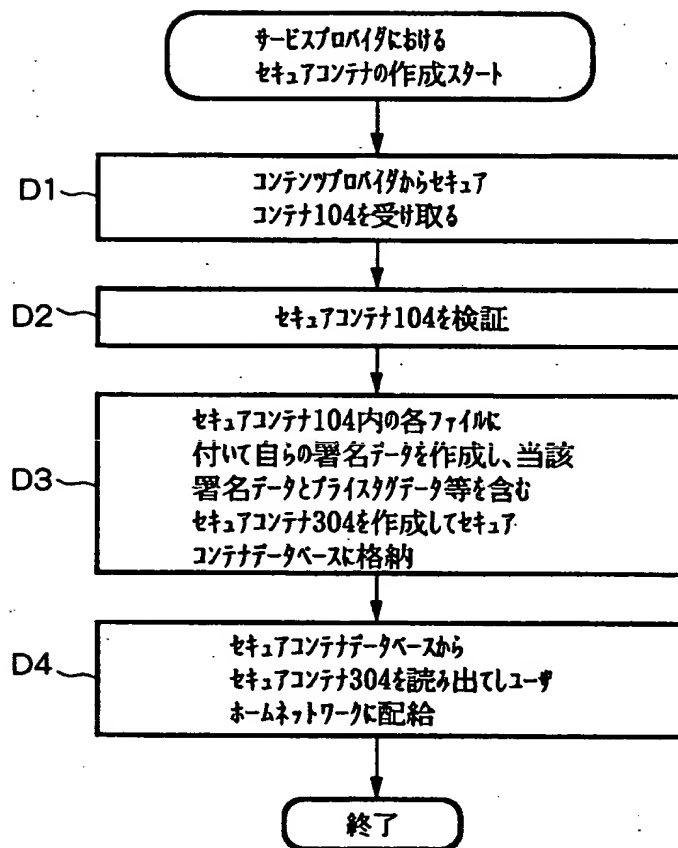 サービスプロバイダにおける
セキュアコンテナの作成スタート
D1
コンテンツプロバイダからセキュア
コンテナ104を受け取る
D2
セキュアコンテナ104を検証
D3
セキュアコンテナ104内の各ファイルに
付いて自らの署名データを作成し、当該
署名データとプライスタグデータ等を含む
セキュアコンテナ304を作成してセキュア
コンテナデータベースに格納
D4
セキュアコンテナデータベースから
セキュアコンテナ304を読み出てしユーザ
ホームネットワークに配給
終了